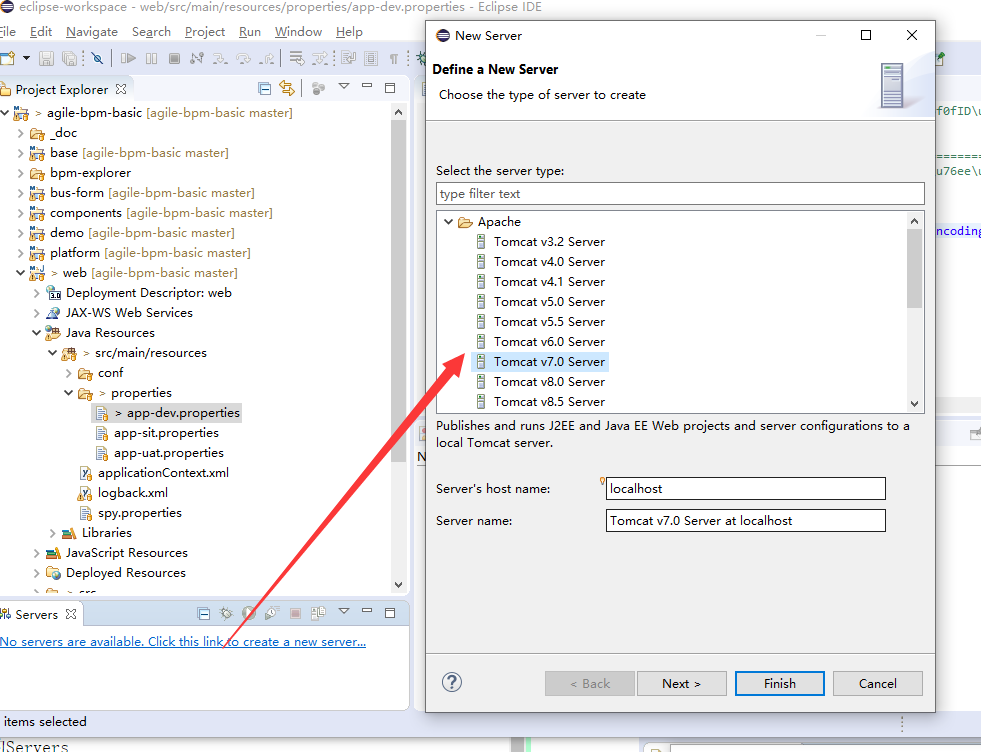 eclipse-workspace - web/src/main/resources/properties/app-dev.properties - Eclipse IDE
File Edit Navigate Search Project Run Window Help
Project Explorer
> agile-bpm-basic [agile-bpm-basic master]
_doc
base [agile-bpm-basic master]
bpm-explorer
bus-form [agile-bpm-basic master]
components [agile-bpm-basic master]
demo [agile-bpm-basic master]
platform [agile-bpm-basic master]
> web [agile-bpm-basic master]
Deployment Descriptor: web
JAX-WS Web Services
Java Resources
> src/main/resources
conf
> properties
> app-dev.properties
app-sit.properties
app-uat.properties
applicationContext.xml
logback.xml
spy.properties
Libraries
JavaScript Resources
Deployed Resources
> src
Servers
No servers are available. Click this link to create a new server...
items selected
Servers
New Server
Define a New Server
Choose the type of server to create
Select the server type:
type filter text
Apache
Tomcat v3.2 Server
Tomcat v4.0 Server
Tomcat v4.1 Server
Tomcat v5.0 Server
Tomcat v5.5 Server
Tomcat v6.0 Server
Tomcat v7.0 Server
Tomcat v8.0 Server
Tomcat v8.5 Server
Publishes and runs J2EE and Java EE Web projects and server configurations to a
local Tomcat server.
Server's host name: localhost
Server name: Tomcat v7.0 Server at localhost
< Back Next > Finish Cancel
f0fID\u
=======
u76ee\u
ncoding